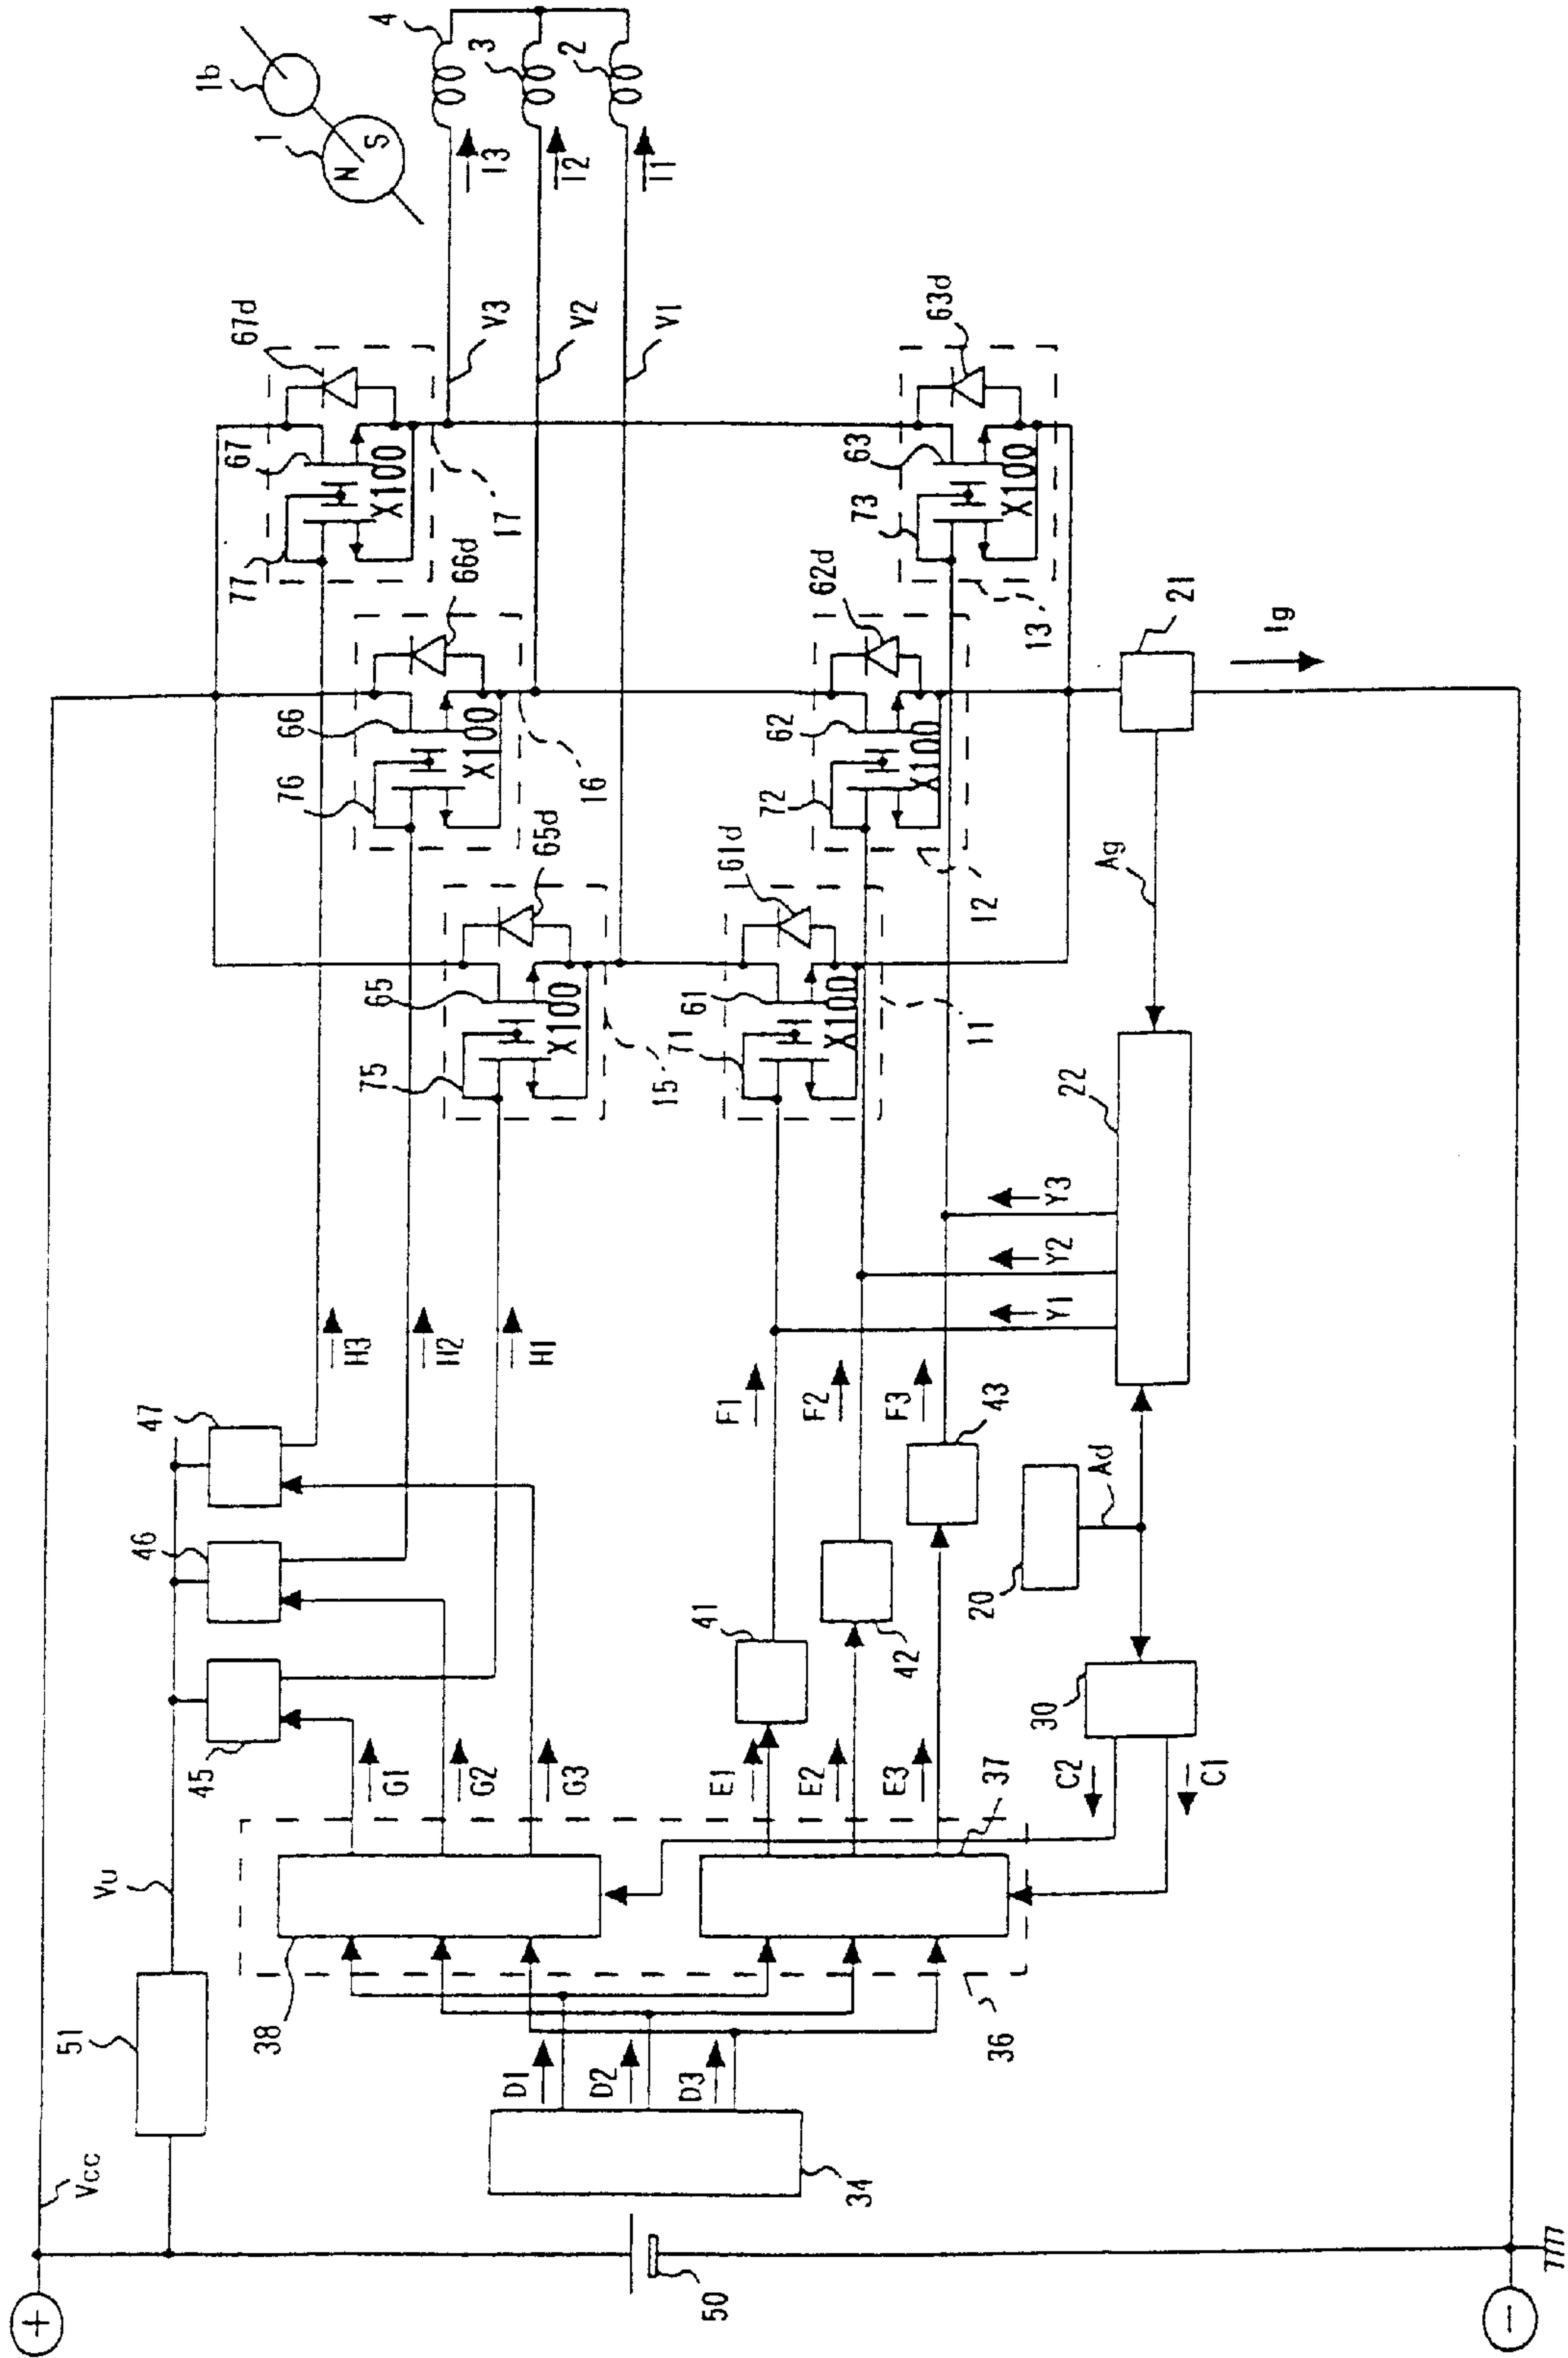 +
Vcc
51
Vu
45
46
47
H3
H2
H1
38
G1
G2
G3
D1
D2
D3
34
36
37
E1
E2
E3
41
42
43
F1
F2
F3
C2
C1
30
20
Ad
Y1
Y2
Y3
22
Ag
21
Ig
50
−
75
65
65d
X100
15
76
66
66d
X100
16
77
67
67d
X100
17
71
61
61d
X100
11
72
62
62d
X100
12
73
63
63d
X100
13
V3
V2
V1
I3
I2
I1
4
3
2
1
N
S
1b